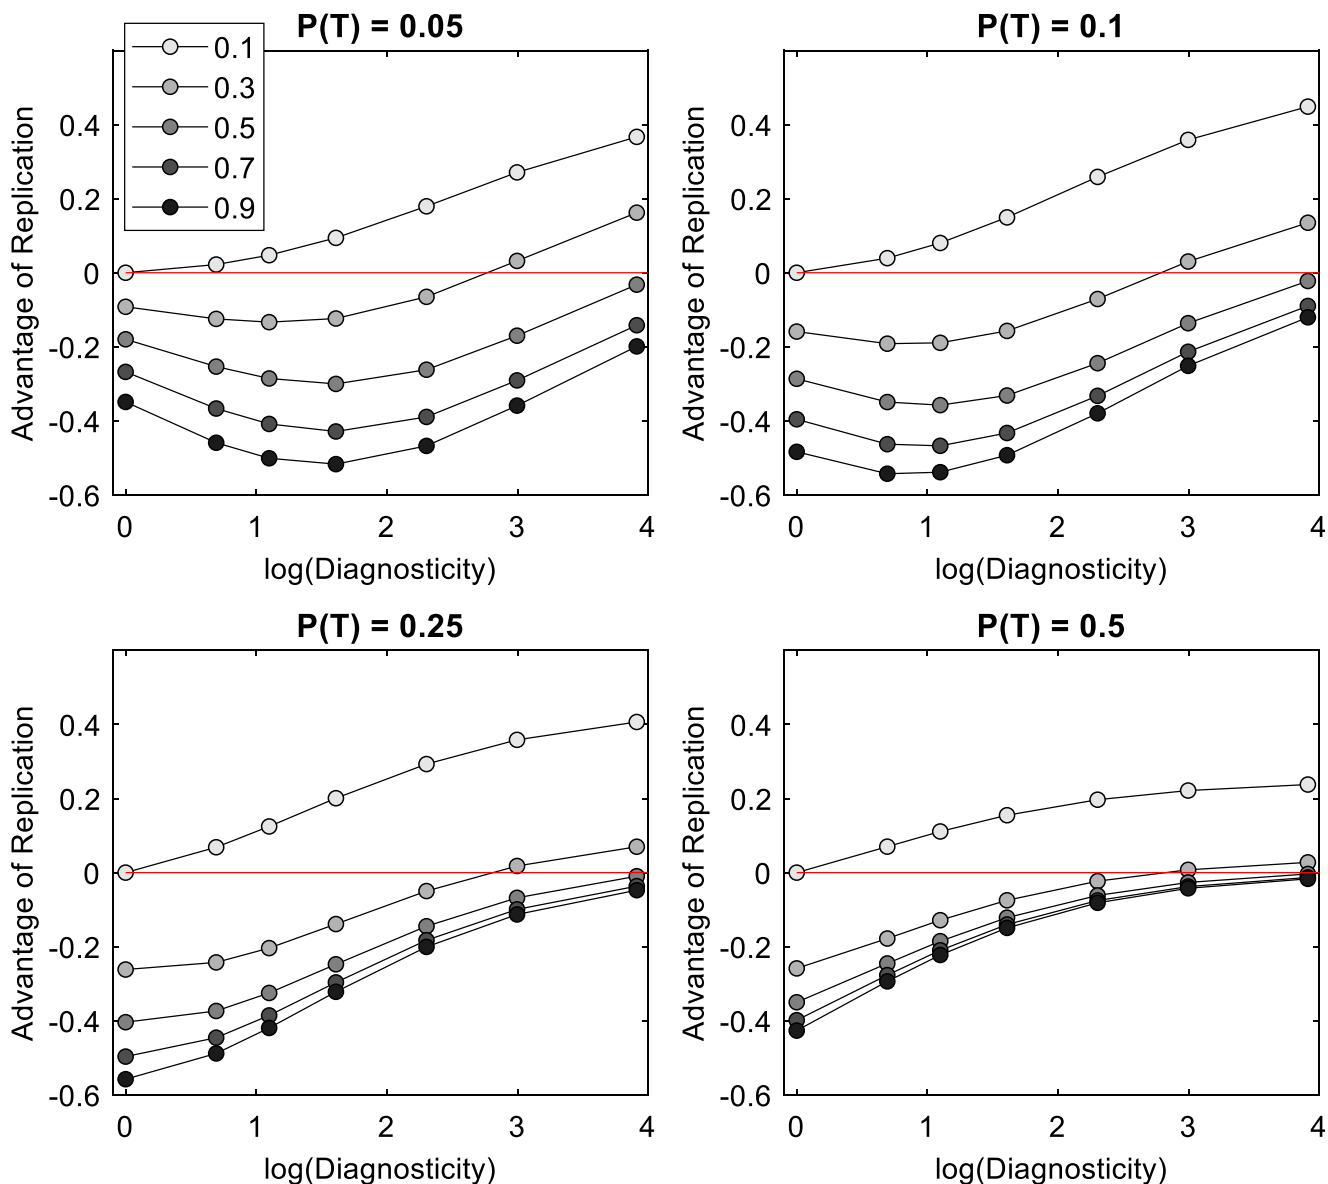 P(T) = 0.05
0.1
0.3
0.5
0.7
0.9
Advantage of Replication
0.4
0.2
0
-0.2
-0.4
-0.6
0 1 2 3 4
log(Diagnosticity)
P(T) = 0.1
Advantage of Replication
0.4
0.2
0
-0.2
-0.4
-0.6
0 1 2 3 4
log(Diagnosticity)
P(T) = 0.25
Advantage of Replication
0.4
0.2
0
-0.2
-0.4
-0.6
0 1 2 3 4
log(Diagnosticity)
P(T) = 0.5
Advantage of Replication
0.4
0.2
0
-0.2
-0.4
-0.6
0 1 2 3 4
log(Diagnosticity)